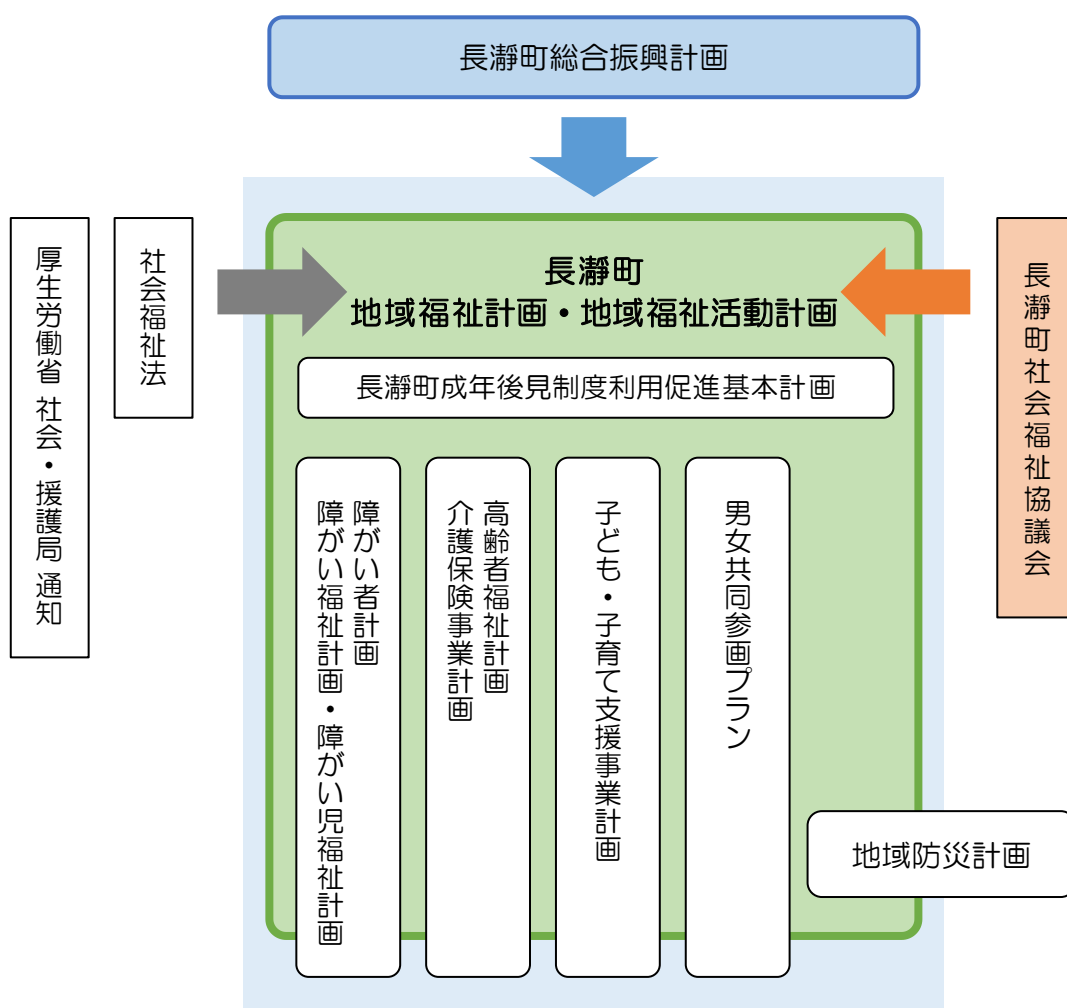 長瀞町総合振興計画
厚生労働省 社会・援護局 通知
社会福祉法
長瀞町
地域福祉計画・地域福祉活動計画
長瀞町社会福祉協議会
長瀞町成年後見制度利用促進基本計画
障がい者計画
障がい福祉計画・障がい児福祉計画
高齢者福祉計画
介護保険事業計画
子ども・子育て支援事業計画
男女共同参画プラン
地域防災計画